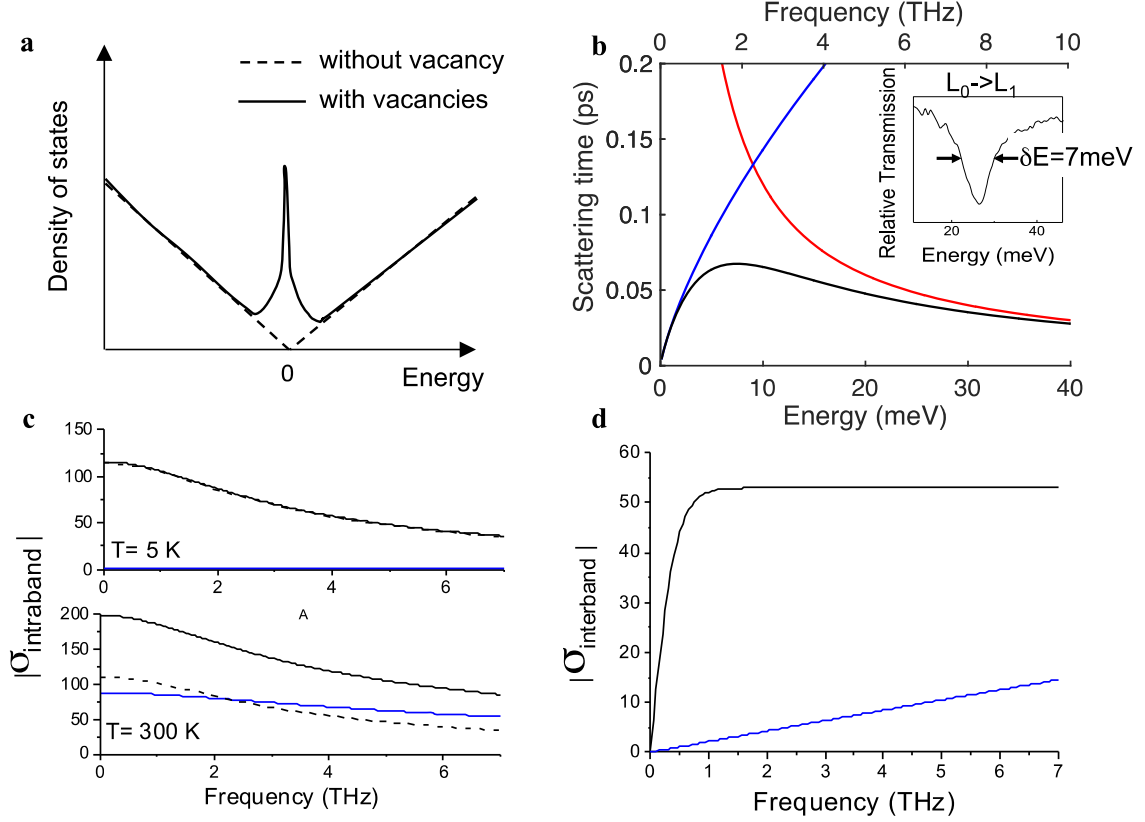 a
without vacancy
with vacancies
Density of states
0
Energy
b
Frequency (THz)
0 2 4 6 8 10
0.2
0.15
0.1
0.05
0
Scattering time (ps)
0 10 20 30 40
Energy (meV)
L0->L1
Relative Transmission
δE=7meV
20 40
Energy (meV)
c
150
100
50
0
T= 5 K
0 2 4 6
A
200
150
100
50
0
T= 300 K
0 2 4 6
|σ̃intraband |
Frequency (THz)
d
60
50
40
30
20
10
0
|σ̃interband |
0 1 2 3 4 5 6 7
Frequency (THz)